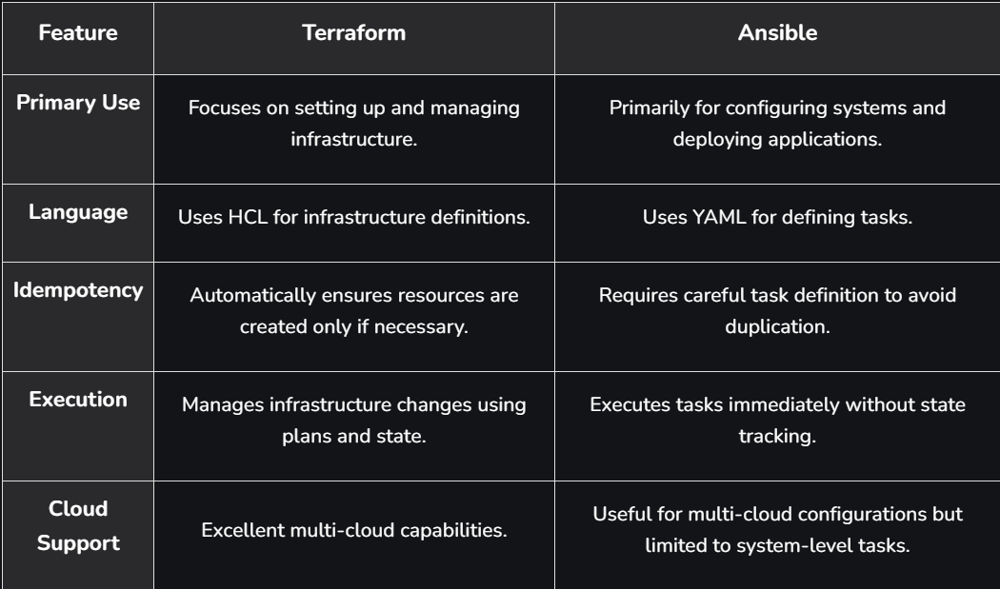 Feature
Terraform
Ansible
Primary Use
Focuses on setting up and managing
infrastructure.
Primarily for configuring systems and
deploying applications.
Language
Uses HCL for infrastructure definitions.
Uses YAML for defining tasks.
Idempotency
Automatically ensures resources are
created only if necessary.
Requires careful task definition to avoid
duplication.
Execution
Manages infrastructure changes using
plans and state.
Executes tasks immediately without state
tracking.
Cloud
Support
Excellent multi-cloud capabilities.
Useful for multi-cloud configurations but
limited to system-level tasks.